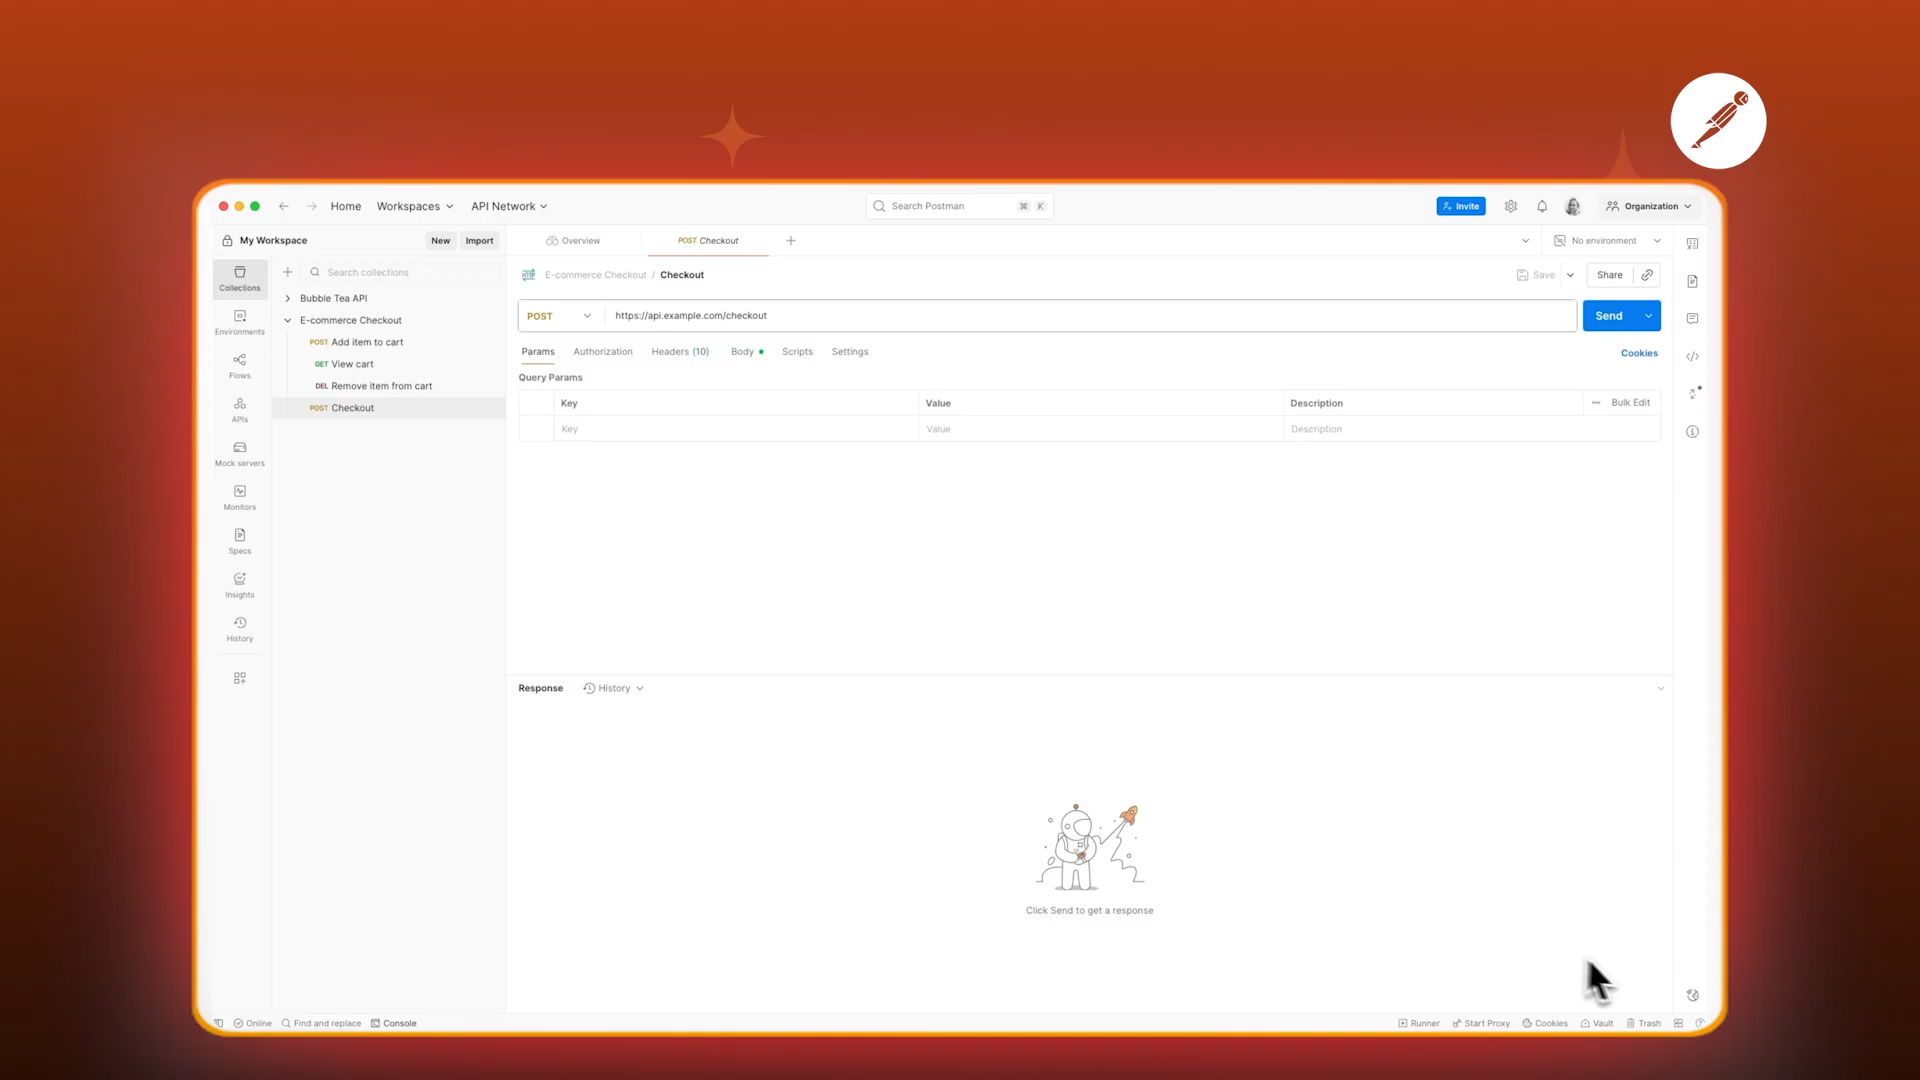 Home Workspaces API Network Search Postman ⌘ K Invite Organization
My Workspace New Import Overview POST Checkout No environment
Collections
Environments
Flows
APIs
Mock servers
Monitors
Specs
Insights
History
Search collections
Bubble Tea API
E-commerce Checkout
POST Add item to cart
GET View cart
DEL Remove item from cart
POST Checkout
HTTP E-commerce Checkout / Checkout Save Share
POST https://api.example.com/checkout Send
Params Authorization Headers (10) Body Scripts Settings Cookies
Query Params
Key Value Description Bulk Edit
Key Value Description
Response History
Click Send to get a response
Online Find and replace Console Runner Start Proxy Cookies Vault Trash